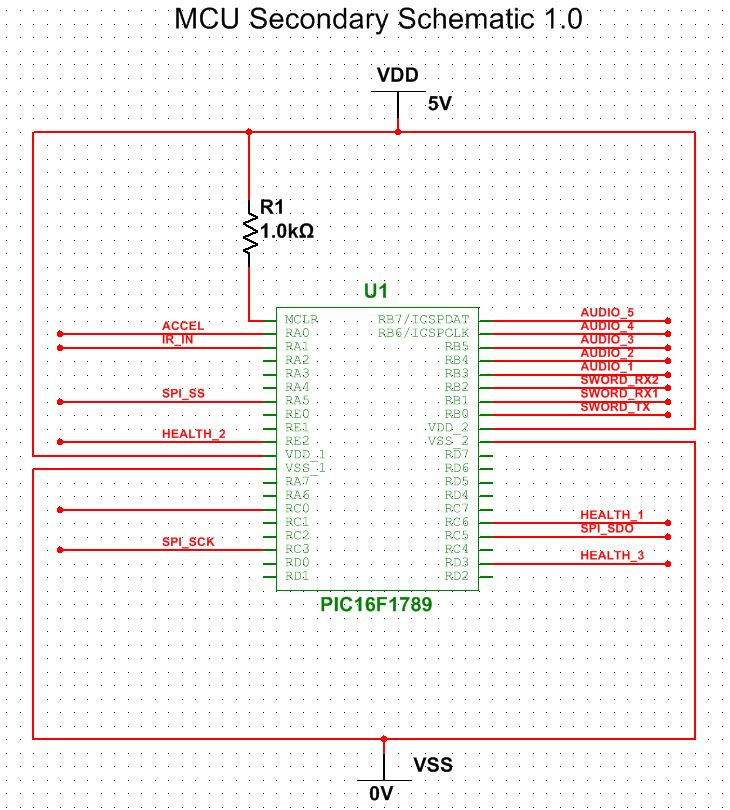 MCU Secondary Schematic 1.0
VDD
5V
R1
1.0kΩ
U1
MCLR RB7/ICSPDAT AUDIO_5
ACCEL RA0 RB6/ICSPCLK AUDIO_4
IR_IN RA1 RB5 AUDIO_3
RA2 RB4 AUDIO_2
RA3 RB3 AUDIO_1
RA4 RB2 SWORD_RX2
SPI_SS RA5 RB1 SWORD_RX1
RE0 RB0 SWORD_TX
RE1 VDD_2
HEALTH_2 RE2 VSS_2
VDD_1 RD7
VSS_1 RD6
RA7 RD5
RA6 RD4
RC0 RC7
RC1 RC6 HEALTH_1
RC2 RC5 SPI_SDO
SPI_SCK RC3 RC4
RD0 RD3 HEALTH_3
RD1 RD2
PIC16F1789
VSS
0V